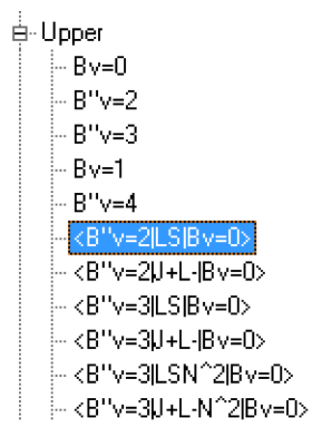 Upper
Bv=0
B"v=2
B"v=3
Bv=1
B"v=4
<B"v=2|LS|Bv=0>
<B"v=2|J+L-|Bv=0>
<B"v=3|LS|Bv=0>
<B"v=3|J+L-|Bv=0>
<B"v=3|LSN^2|Bv=0>
<B"v=3|J+L-N^2|Bv=0>